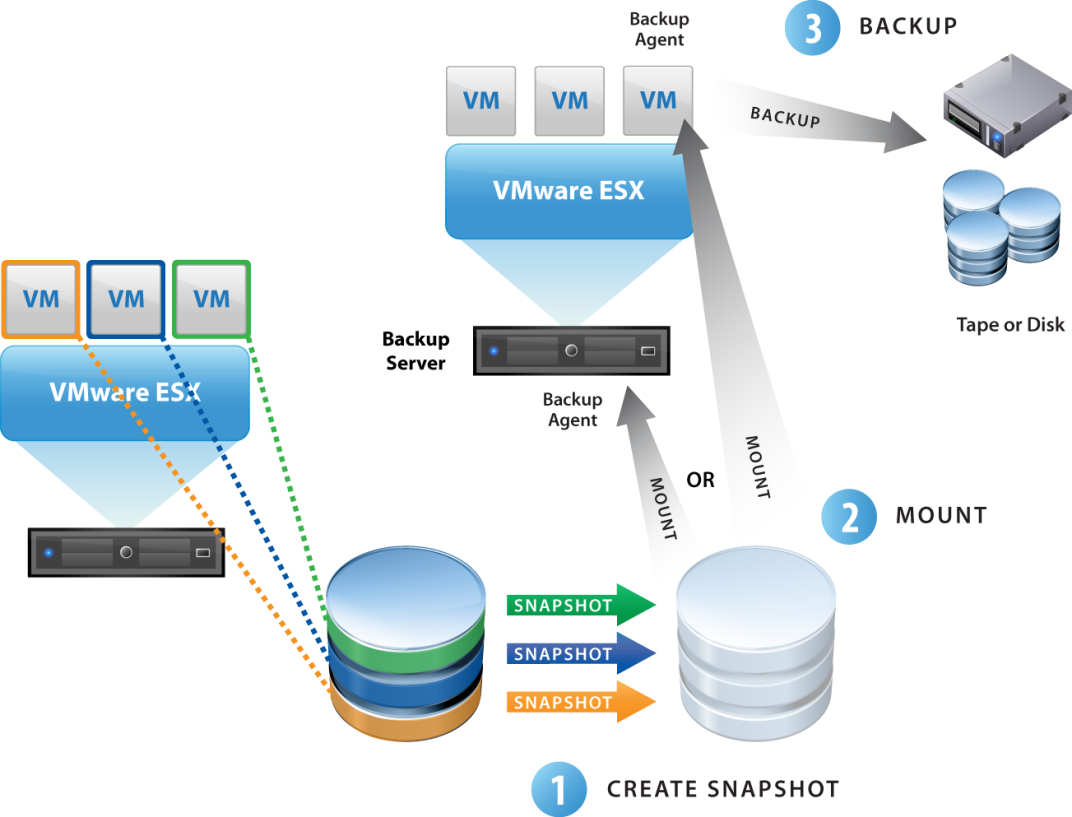 Backup
Agent
3 BACKUP
VM VM VM
BACKUP
VMware ESX
Tape or Disk
VM VM VM
VMware ESX
Backup
Server
Backup
Agent
MOUNT
OR
MOUNT
2 MOUNT
SNAPSHOT
SNAPSHOT
SNAPSHOT
1 CREATE SNAPSHOT